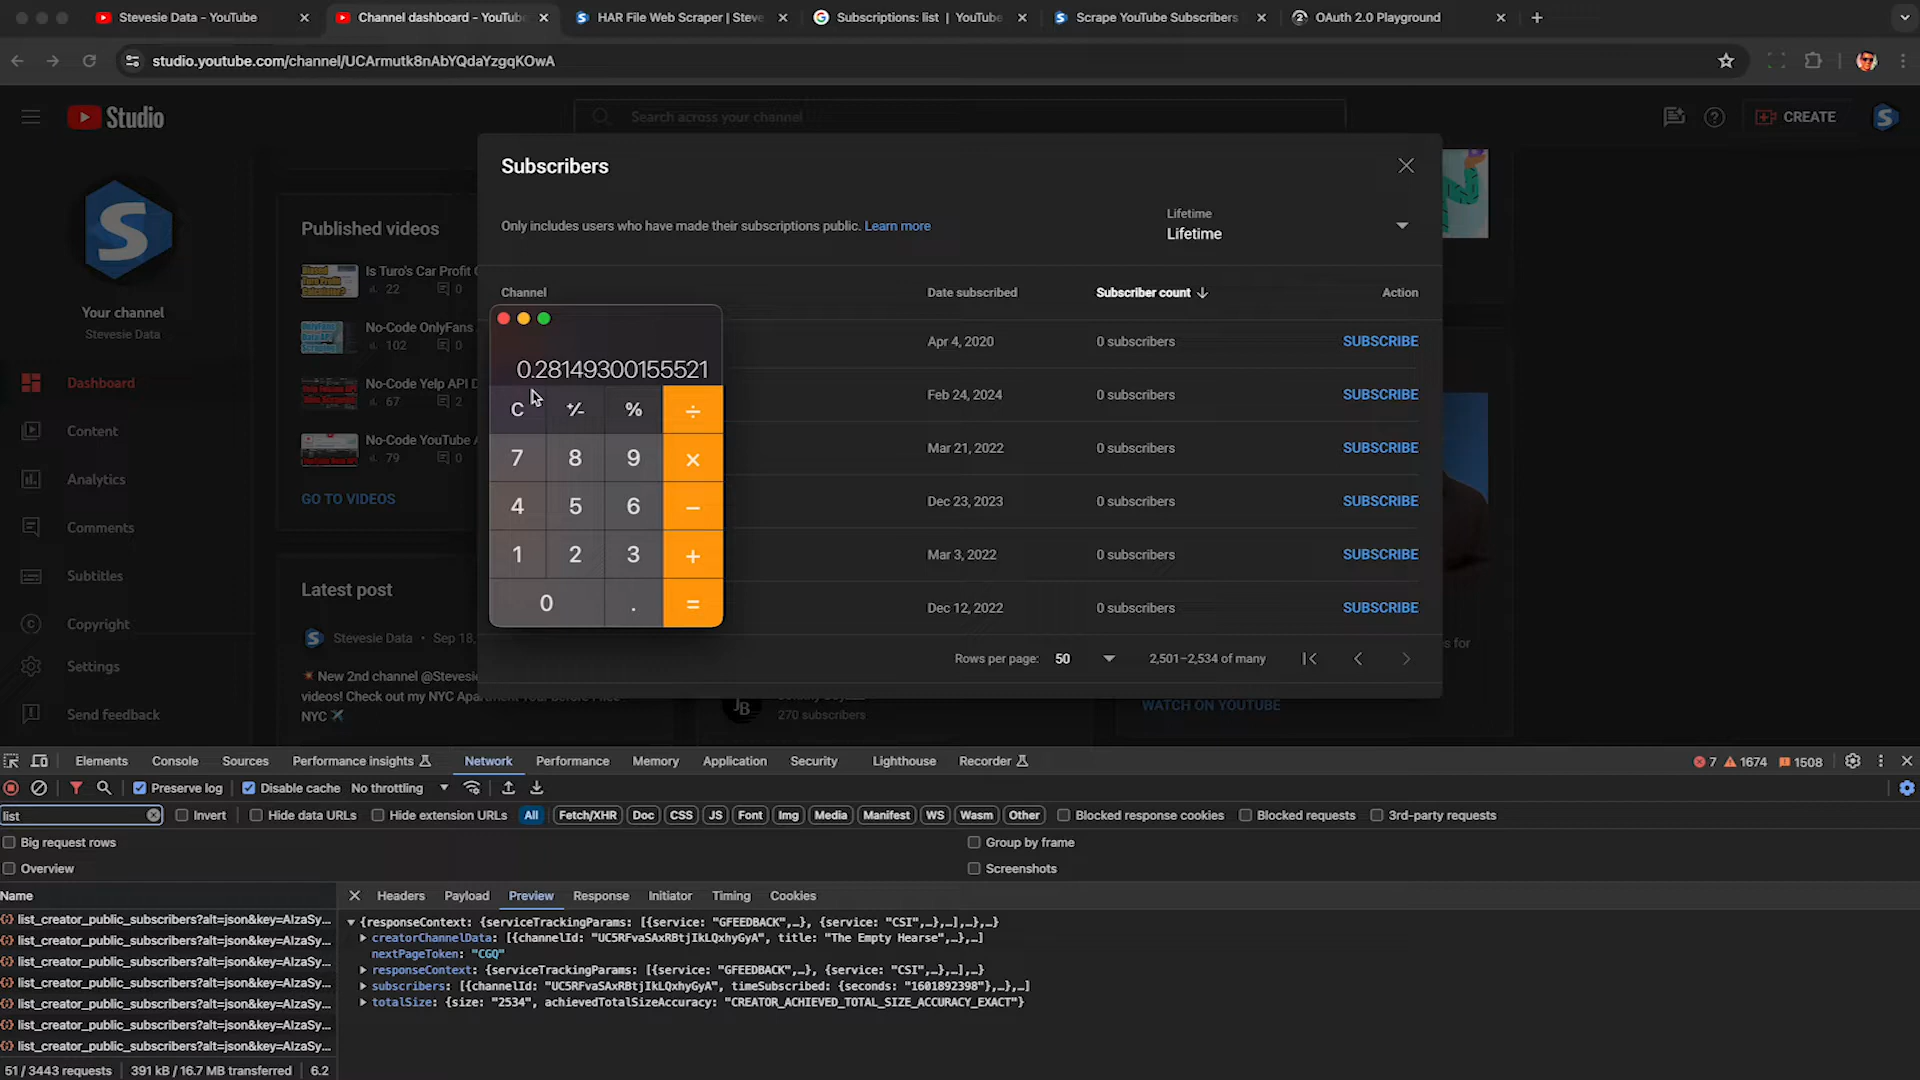 Stevesie Data - YouTube
Channel dashboard - YouTube
HAR File Web Scraper | Steve
Subscriptions: list | YouTube
Scrape YouTube Subscribers
OAuth 2.0 Playground
studio.youtube.com/channel/UCArmutk8nAbYQdaYzgqKOwA
Studio
Search across your channel
CREATE
Your channel
Stevesie Data
Dashboard
Content
Analytics
Comments
Subtitles
Copyright
Settings
Send feedback
Published videos
Is Turo's Car Profit
22 0
No-Code OnlyFans
102 0
No-Code Yelp API D
67 2
No-Code YouTube A
79 0
GO TO VIDEOS
Latest post
Stevesie Data • Sep 18,
New 2nd channel @Stevesie
NYC
270 subscribers
WATCH ON YOUTUBE
Subscribers
Only includes users who have made their subscriptions public. Learn more
Lifetime
Lifetime
Channel Date subscribed Subscriber count Action
Apr 4, 2020 0 subscribers SUBSCRIBE
Feb 24, 2024 0 subscribers SUBSCRIBE
Mar 21, 2022 0 subscribers SUBSCRIBE
Dec 23, 2023 0 subscribers SUBSCRIBE
Mar 3, 2022 0 subscribers SUBSCRIBE
Dec 12, 2022 0 subscribers SUBSCRIBE
Rows per page: 50 2,501–2,534 of many
0.28149300155521
C +/- % ÷
7 8 9 ×
4 5 6 −
1 2 3 +
0 . =
Elements Console Sources Performance insights Network Performance Memory Application Security Lighthouse Recorder 7 1674 1508
Preserve log Disable cache No throttling
list Invert Hide data URLs Hide extension URLs All Fetch/XHR Doc CSS JS Font Img Media Manifest WS Wasm Other Blocked response cookies Blocked requests 3rd-party requests
Big request rows Group by frame
Overview Screenshots
Name Headers Payload Preview Response Initiator Timing Cookies
list_creator_public_subscribers?alt=json&key=AIzaSy...
list_creator_public_subscribers?alt=json&key=AIzaSy...
list_creator_public_subscribers?alt=json&key=AIzaSy...
list_creator_public_subscribers?alt=json&key=AIzaSy...
list_creator_public_subscribers?alt=json&key=AIzaSy...
list_creator_public_subscribers?alt=json&key=AIzaSy...
list_creator_public_subscribers?alt=json&key=AIzaSy...
{responseContext: {serviceTrackingParams: [{service: "GFEEDBACK",…}, {service: "CSI",…},…],…},…}
creatorChannelData: [{channelId: "UC5RFvaSAxRBtjIkLQxhyGyA", title: "The Empty Hearse",…},…]
nextPageToken: "CGQ"
responseContext: {serviceTrackingParams: [{service: "GFEEDBACK",…}, {service: "CSI",…},…],…}
subscribers: [{channelId: "UC5RFvaSAxRBtjIkLQxhyGyA", timeSubscribed: {seconds: "1601892398"},…},…]
totalSize: {size: "2534", achievedTotalSizeAccuracy: "CREATOR_ACHIEVED_TOTAL_SIZE_ACCURACY_EXACT"}
51 / 3443 requests 391 kB / 16.7 MB transferred 6.2